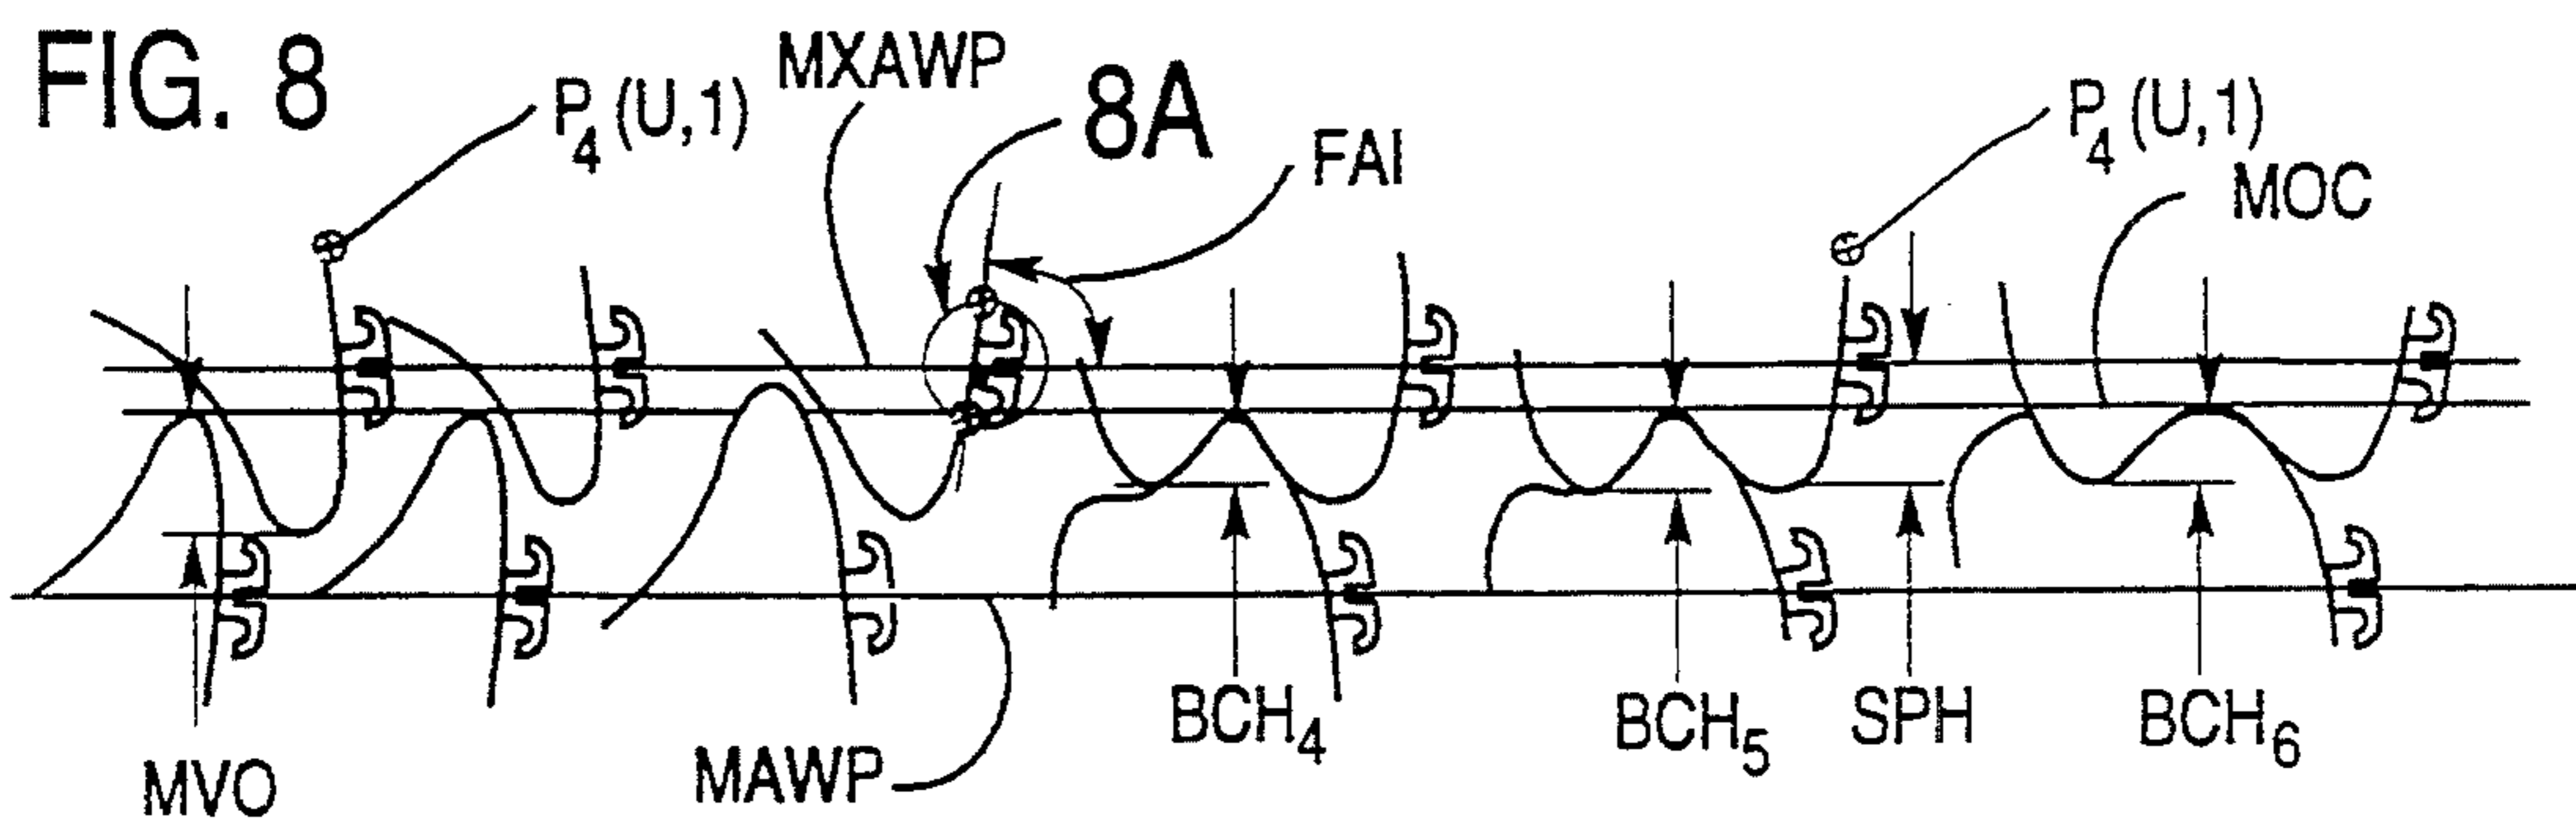 FIG. 8
P4 (U,1)
MXAWP
8A
FAI
P4 (U,1)
MOC
MVO
MAWP
BCH4
BCH5
SPH
BCH6